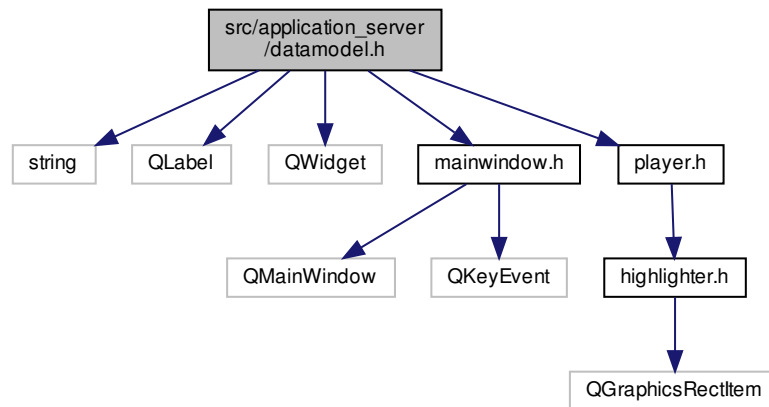 src/application_server
/datamodel.h
string
QLabel
QWidget
mainwindow.h
player.h
QMainWindow
QKeyEvent
highlighter.h
QGraphicsRectItem